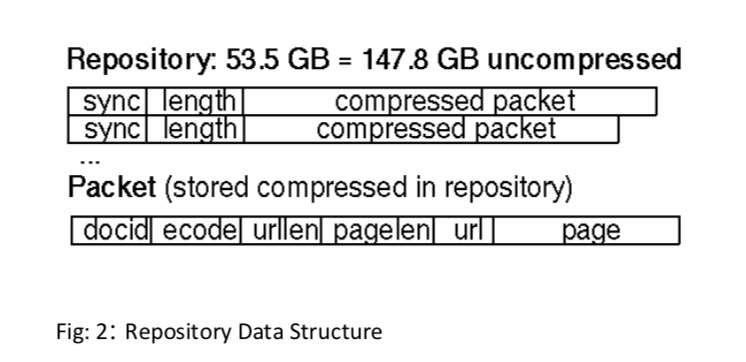 Repository: 53.5 GB = 147.8 GB uncompressed
sync length compressed packet
sync length compressed packet
...
Packet (stored compressed in repository)
docid ecode urllen pagelen url page
Fig: 2: Repository Data Structure